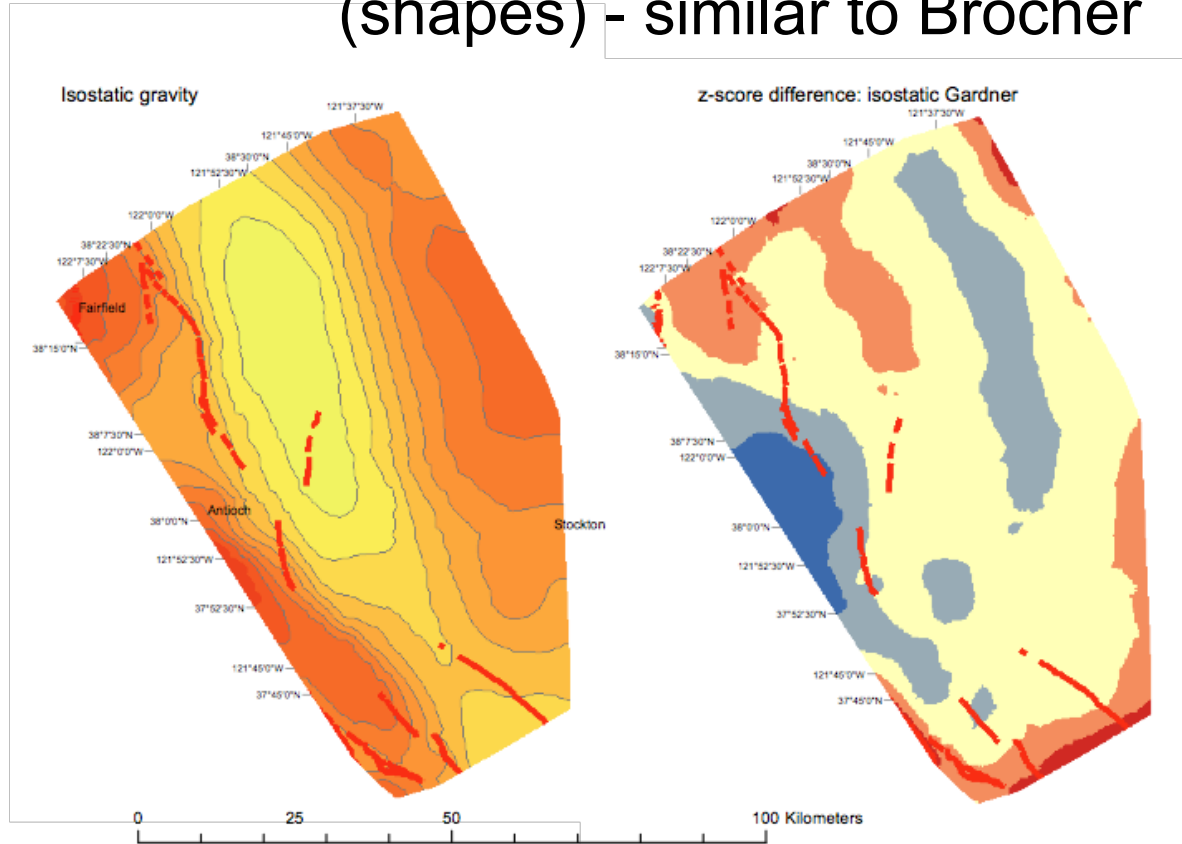 (shapes) - similar to Brocher
Isostatic gravity
121°37'30"W
121°45'0"W
38°30'0"N
121°52'30"W
122°0'0"W
38°22'30"N
122°7'30"W
Fairfield
38°15'0"N
38°7'30"N
122°0'0"W
Antioch
38°0'0"N
Stockton
121°52'30"W
37°52'30"N
121°45'0"W
37°45'0"N
z-score difference: isostatic Gardner
121°37'30"W
121°45'0"W
38°30'0"N
121°52'30"W
122°0'0"W
38°22'30"N
122°7'30"W
38°15'0"N
38°7'30"N
122°0'0"W
38°0'0"N
121°52'30"W
37°52'30"N
121°45'0"W
37°45'0"N
0 25 50 100 Kilometers